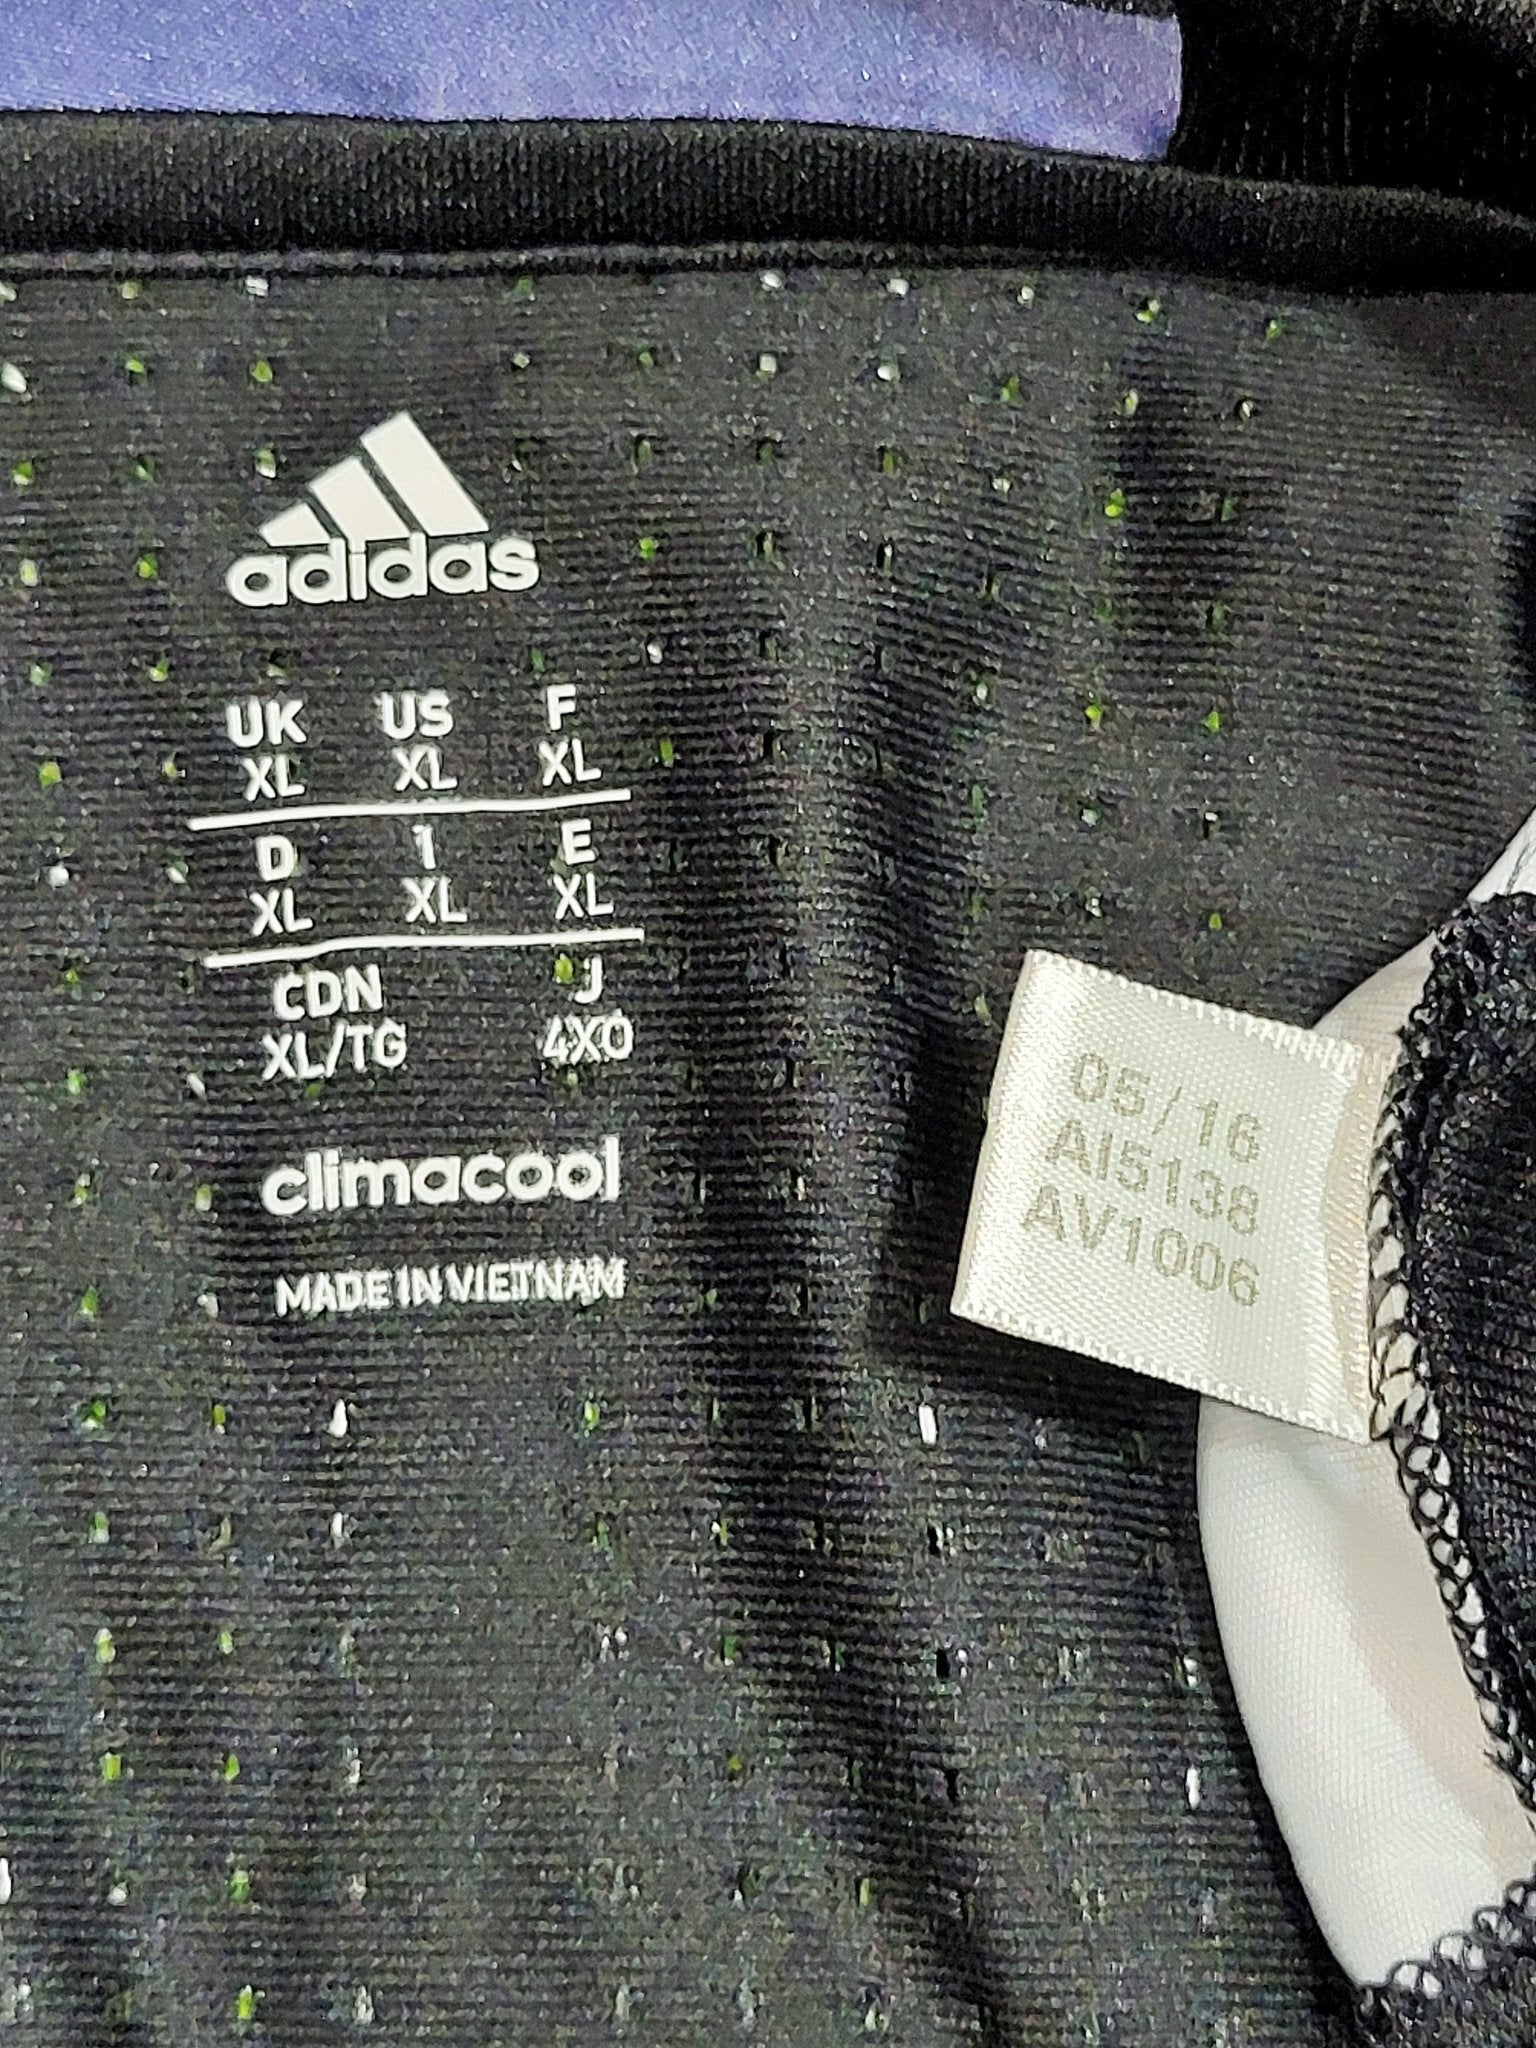 adidas
UK US F
XL XL XL
D I E
XL XL XL
CDN J
XL/TG 4XO
climacool
MADE IN VIETNAM
05/16
AI5138
AV1006